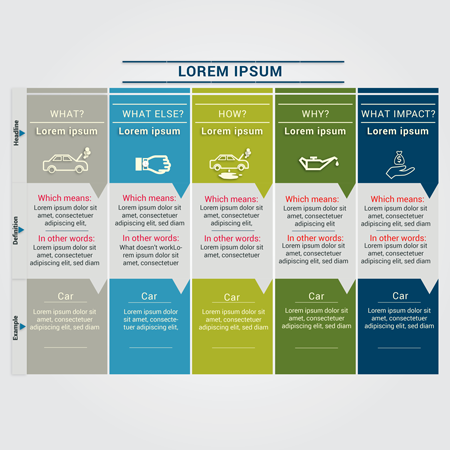 LOREM IPSUM
Headline
WHAT?
Lorem ipsum
WHAT ELSE?
Lorem ipsum
HOW?
Lorem ipsum
WHY?
Lorem ipsum
WHAT IMPACT?
Lorem ipsum
Definition
Which means:
Lorem ipsum dolor
sit amet,
consectetuer
adipiscing elit.
In other words:
Lorem ipsum dolor
sit amet, consectetuer
adipiscing elit, sed diam
Which means:
Lorem ipsum dolor
sit amet,
consectetuer
adipiscing elit.
In other words:
What doesn't workLo-
rem ipsum dolor sit
amet, consectetuer
adipiscing elit, sed diam
Which means:
Lorem ipsum dolor
sit amet,
consectetuer
adipiscing elit.
In other words:
Lorem ipsum dolor sit
amet, consectetuer
adipiscing elit, sed
diam
Which means:
Lorem ipsum dolor
sit amet,
consectetuer
adipiscing elit.
In other words:
Lorem ipsum dolor
sit amet, consectetuer
adipiscing elit, sed diam
Which means:
Lorem ipsum dolor
sit amet,
consectetuer
adipiscing elit.
In other words:
Lorem ipsum dolor
sit amet, consectetuer
adipiscing elit, sed diam
Example
Car
Lorem ipsum dolor
sit amet, consectetuer
adipiscing elit, sed diam
Car
Lorem ipsum dolor
sit amet, consecte-
tuer adipiscing elit,
sed diam
Car
Lorem ipsum dolor
sit amet, consectetuer
adipiscing elit, sed diam
Car
Lorem ipsum dolor
sit amet, consectetuer
adipiscing elit, sed diam
Car
Lorem ipsum dolor
sit amet, consectetuer
adipiscing elit, sed diam